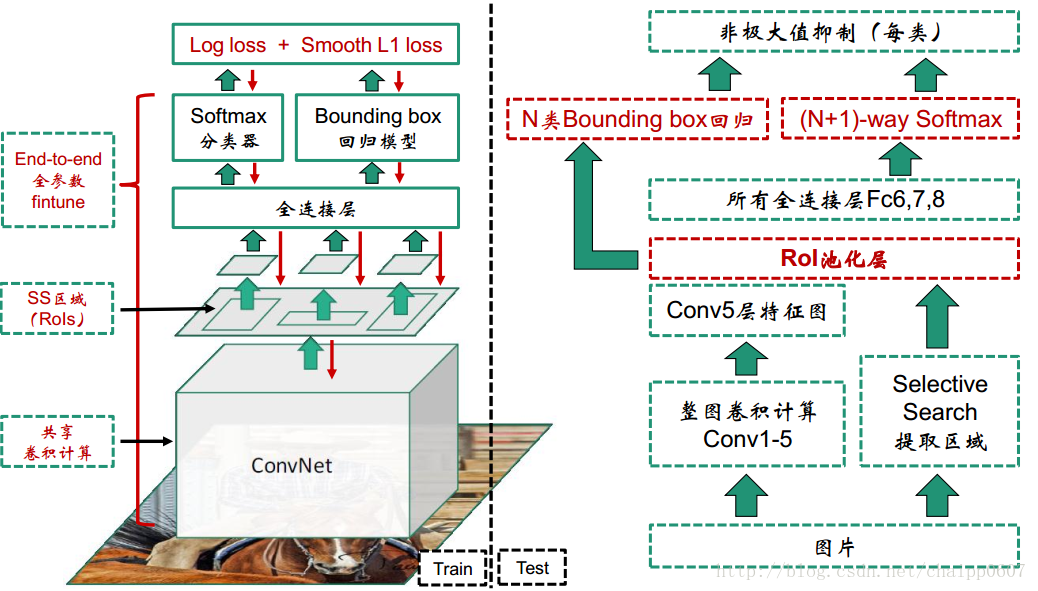 Log loss + Smooth L1 loss
Softmax
分类器
Bounding box
回归模型
End-to-end
全参数
fintune
全连接层
SS区域
（RoIs）
共享
卷积计算
ConvNet
Train
Test
非极大值抑制（每类）
N类Bounding box回归
(N+1)-way Softmax
所有全连接层Fc6,7,8
RoI池化层
Conv5层特征图
整图卷积计算
Conv1-5
Selective
Search
提取区域
图片
http://blog.csdn.net/chaipp0607